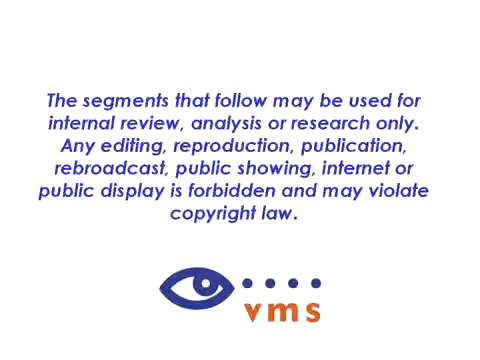 The segments that follow may be used for
internal review, analysis or research only.
Any editing, reproduction, publication,
rebroadcast, public showing, internet or
public display is forbidden and may violate
copyright law.
vms